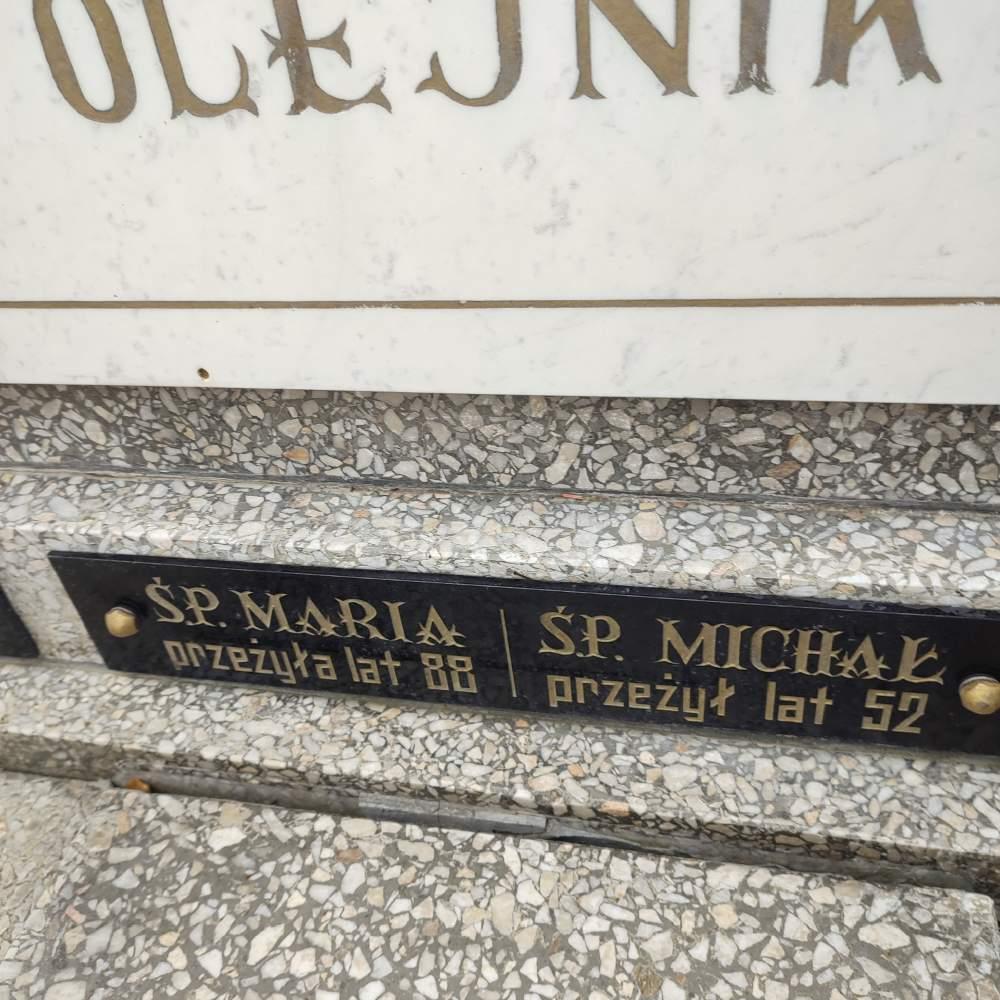 OLEJNIK
ŚP. MARIA
przeżyła lat 88
ŚP. MICHAŁ
przeżył lat 52